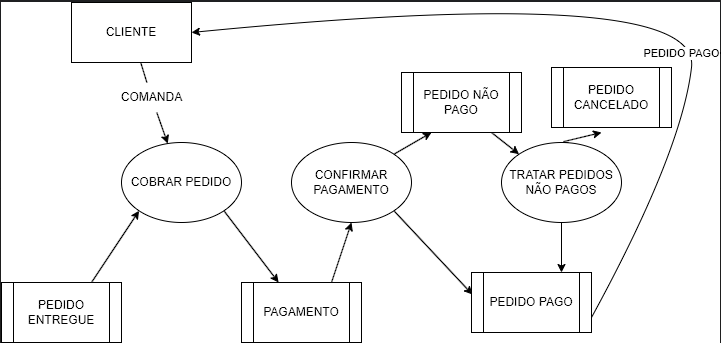 CLIENTE
PEDIDO PAGO
COMANDA
PEDIDO NÃO
PAGO
PEDIDO
CANCELADO
COBRAR PEDIDO
CONFIRMAR
PAGAMENTO
TRATAR PEDIDOS
NÃO PAGOS
PEDIDO
ENTREGUE
PAGAMENTO
PEDIDO PAGO